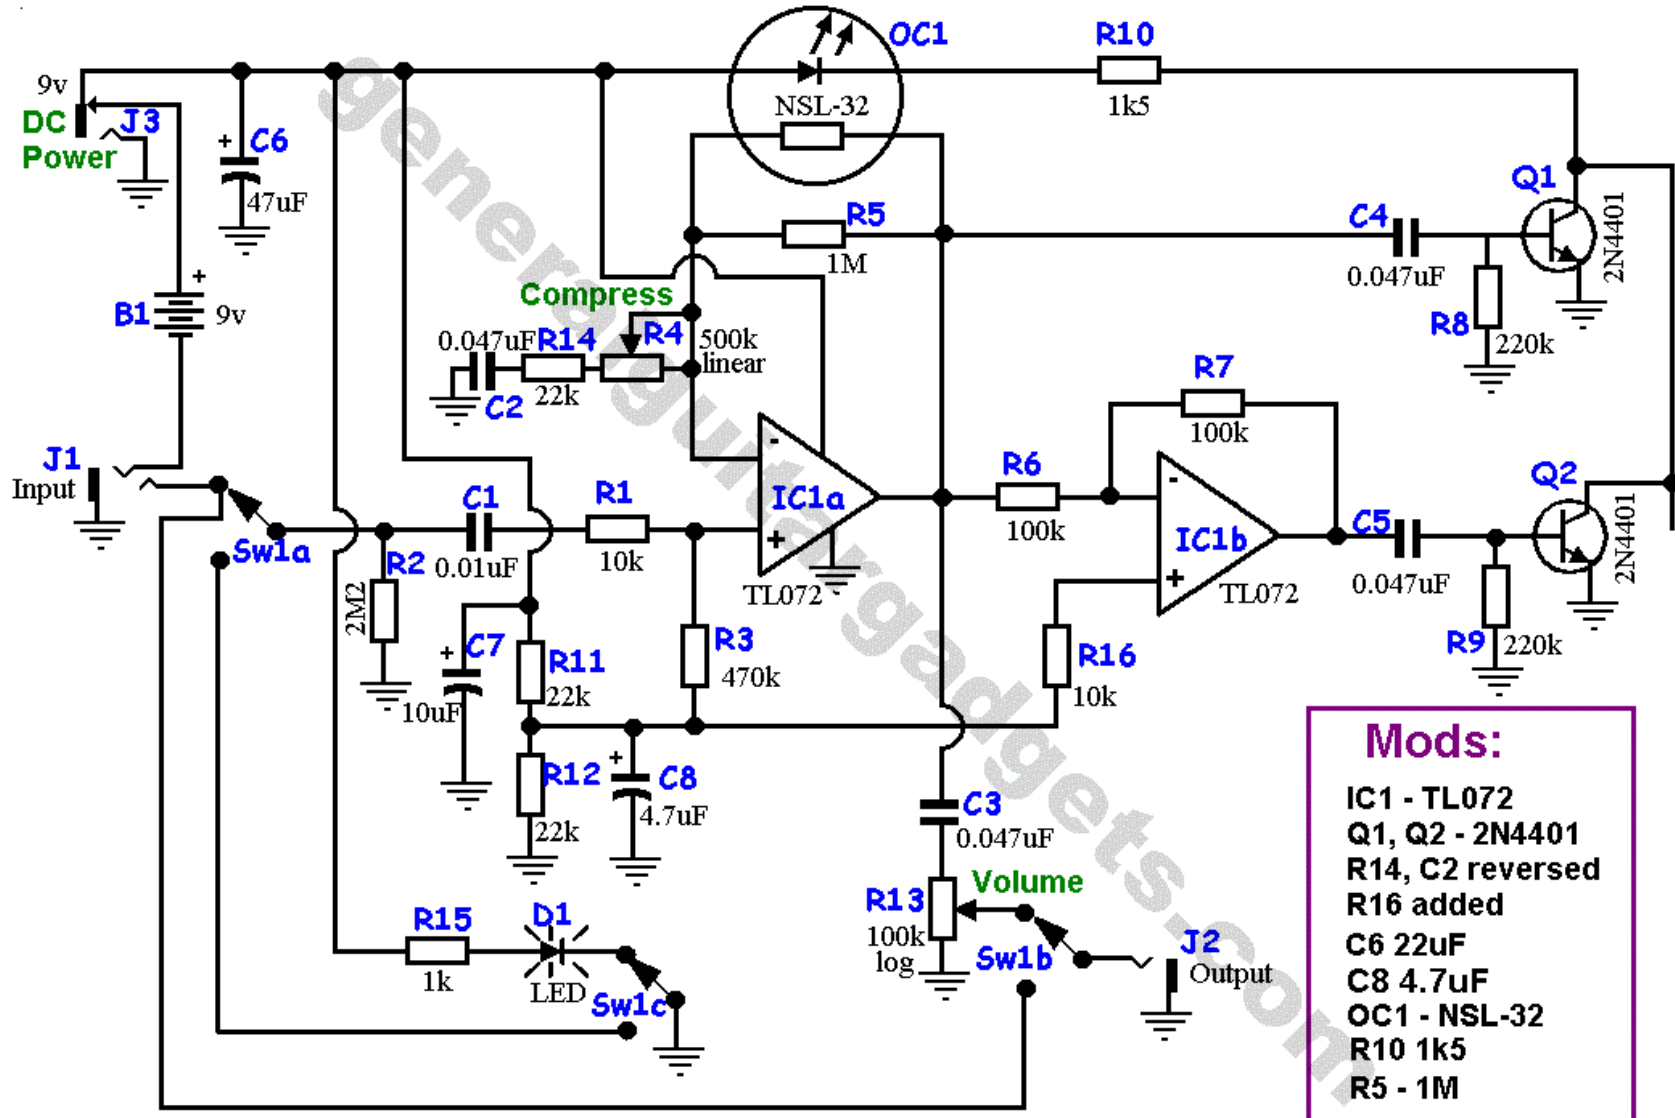 OC1
R10
9v
NSL-32
1k5
DC
Power
J3
+
C6
47uF
Q1
2N4401
R5
1M
C4
0.047uF
+
B1
9v
Compress
R4
500k
linear
0.047uF
R14
22k
C2
R8
220k
R7
100k
J1
Input
C1
0.01uF
R1
10k
-
IC1a
+
TL072
R6
100k
-
IC1b
+
TL072
C5
0.047uF
Q2
2N4401
Sw1a
R2
2M2
+
C7
10uF
R11
22k
R3
470k
R16
10k
R9
220k
R12
22k
+
C8
4.7uF
C3
0.047uF
R13
100k
log
Volume
Sw1b
J2
Output
R15
1k
D1
LED
Sw1c
Mods:
IC1 - TL072
Q1, Q2 - 2N4401
R14, C2 reversed
R16 added
C6 22uF
C8 4.7uF
OC1 - NSL-32
R10 1k5
R5 - 1M
generalguitargadgets.com